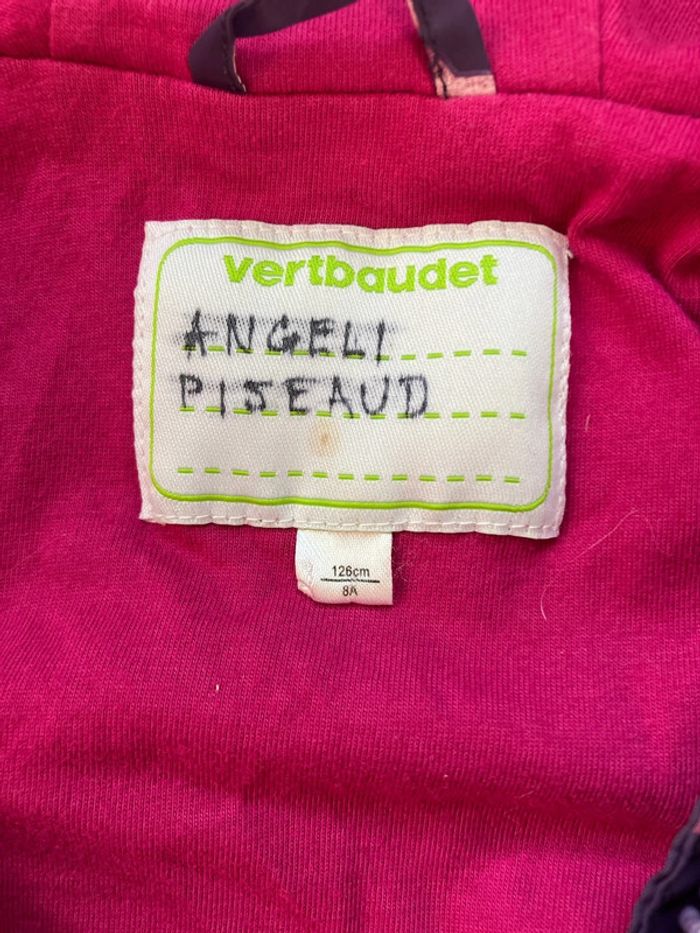 vertbaudet
ANGELI
PISEAUD
126cm
8A